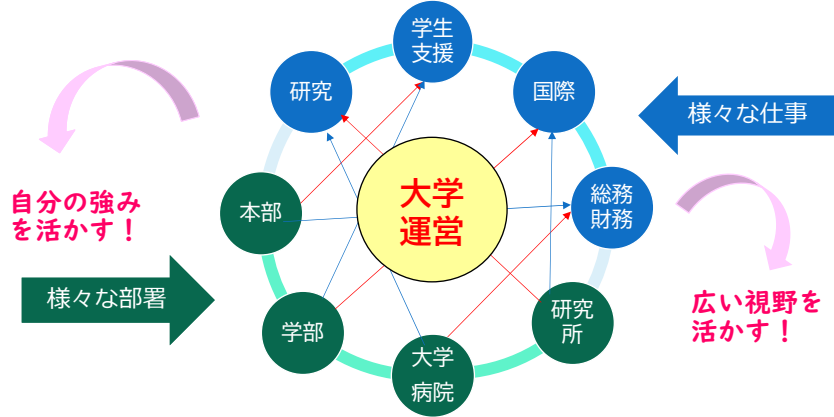 学生
支援
研究
国際
様々な仕事
大学
運営
自分の強み
を活かす！
本部
総務
財務
様々な部署
広い視野を
活かす！
学部
研究
所
大学
病院